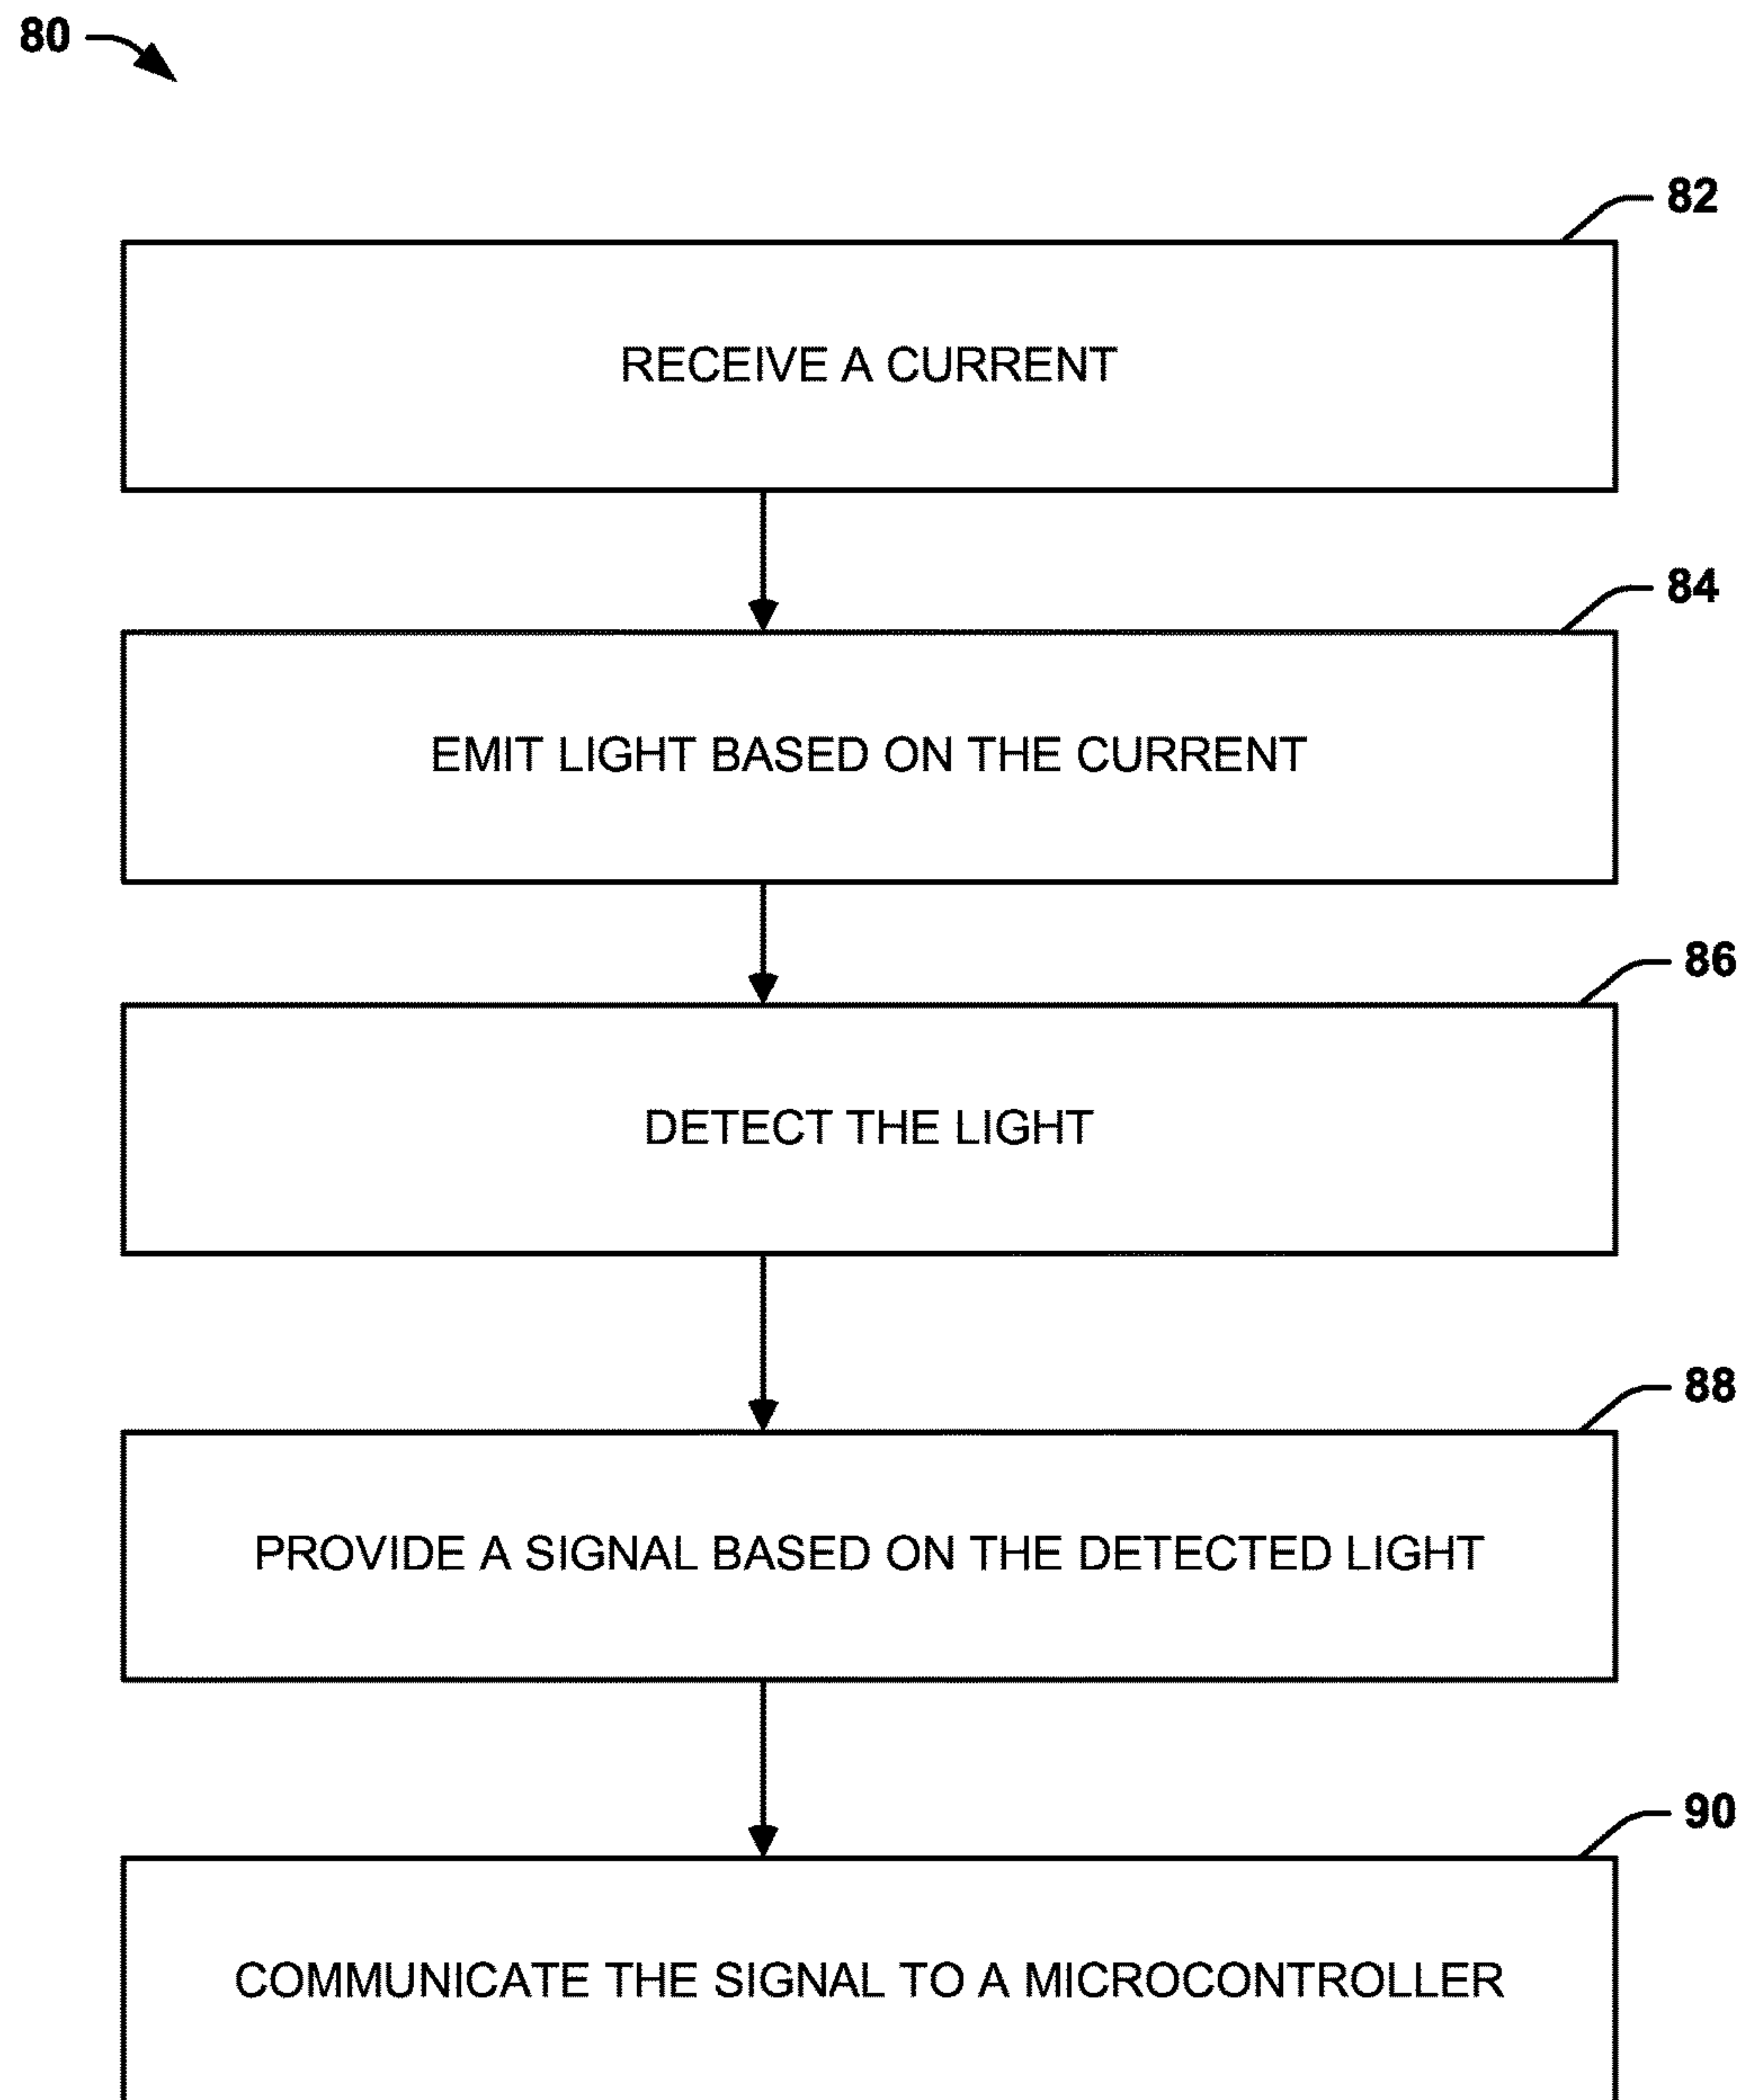 80
82
RECEIVE A CURRENT
84
EMIT LIGHT BASED ON THE CURRENT
86
DETECT THE LIGHT
88
PROVIDE A SIGNAL BASED ON THE DETECTED LIGHT
90
COMMUNICATE THE SIGNAL TO A MICROCONTROLLER